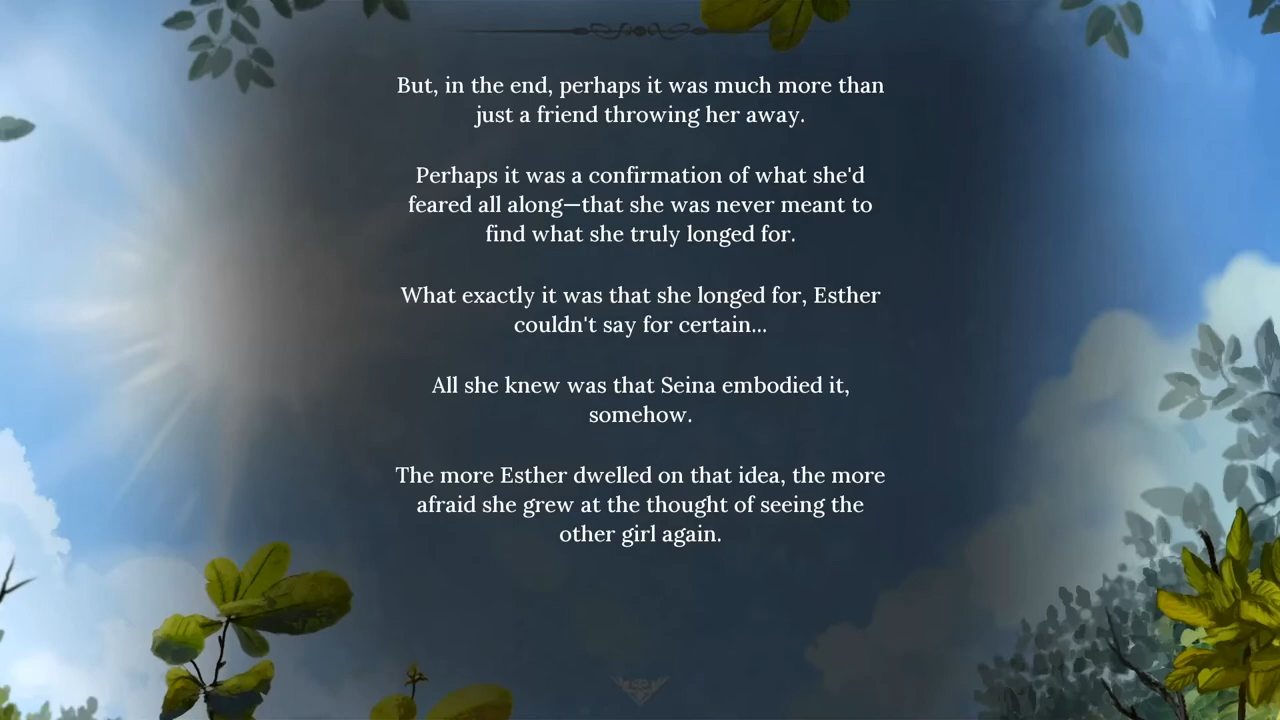 But, in the end, perhaps it was much more than
just a friend throwing her away.
Perhaps it was a confirmation of what she'd
feared all along—that she was never meant to
find what she truly longed for.
What exactly it was that she longed for, Esther
couldn't say for certain...
All she knew was that Seina embodied it,
somehow.
The more Esther dwelled on that idea, the more
afraid she grew at the thought of seeing the
other girl again.